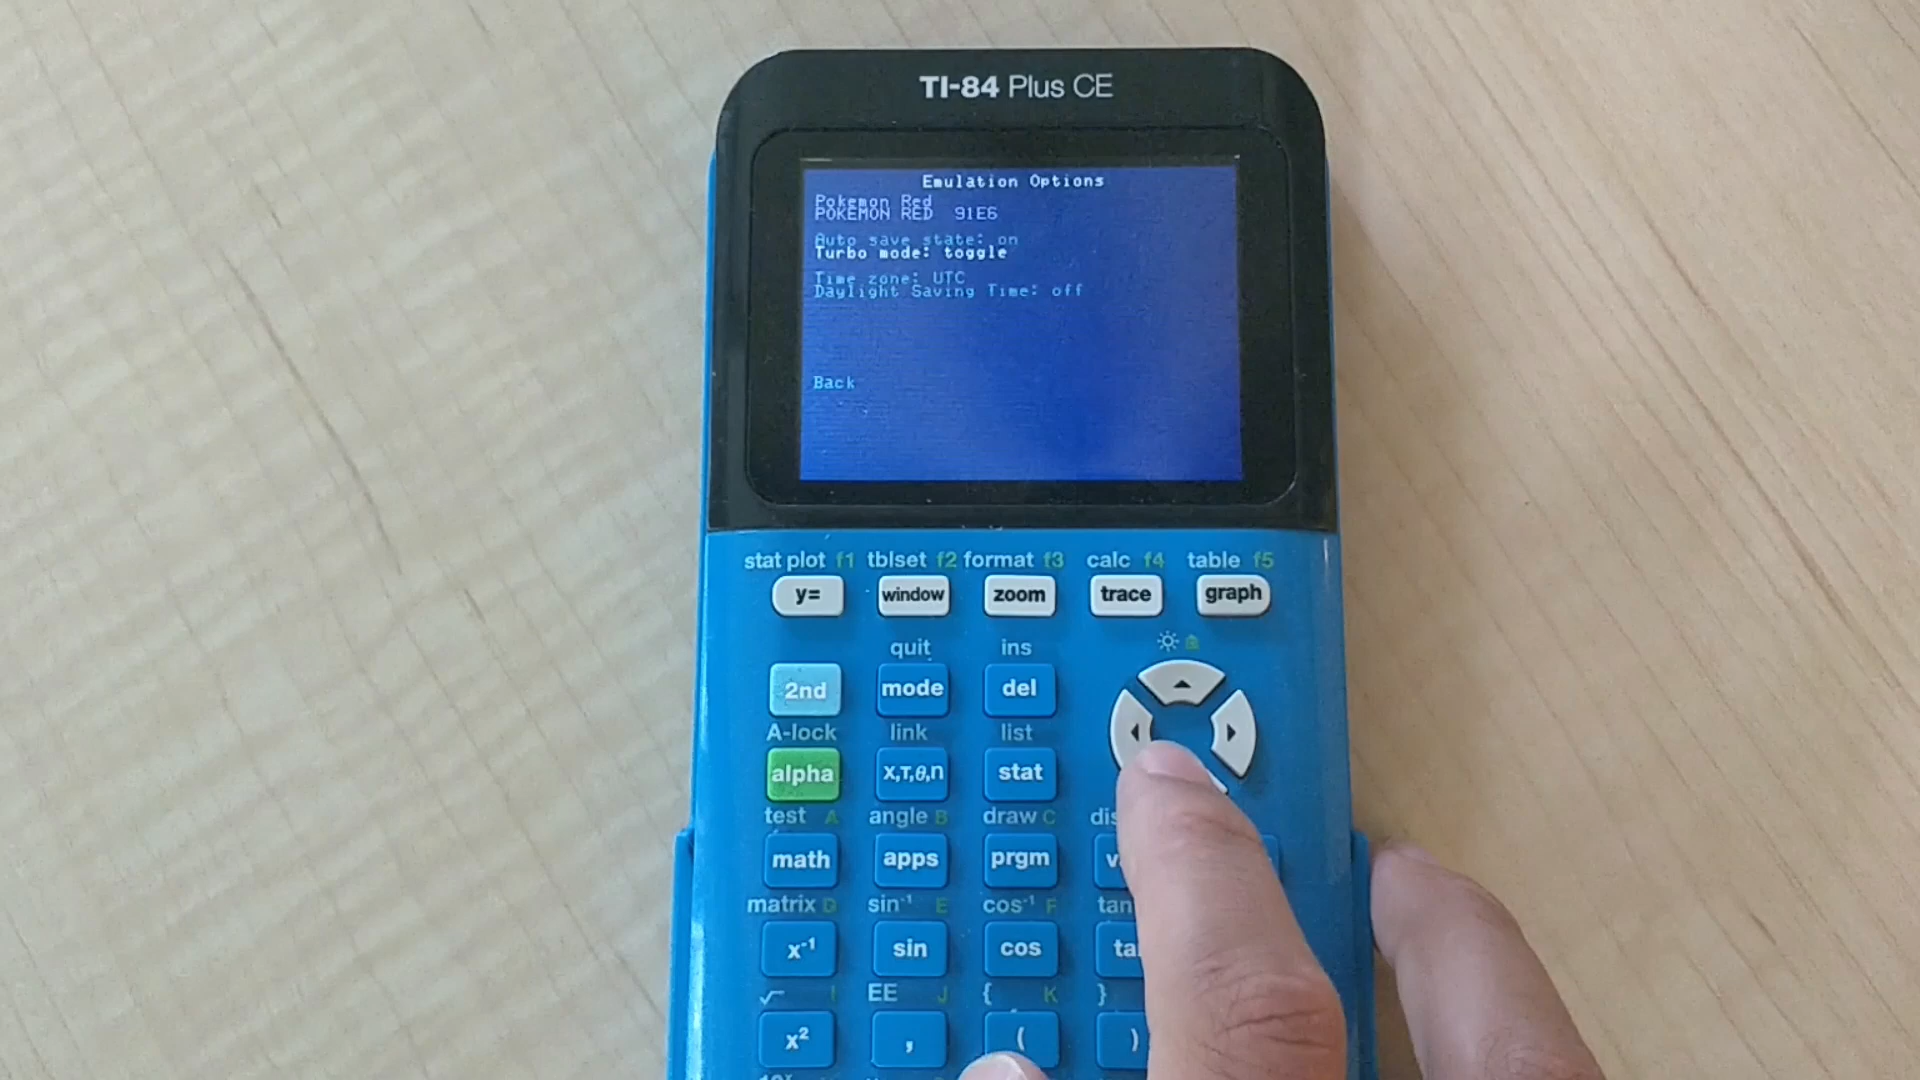 TI-84 Plus CE
Emulation Options
Pokemon Red
POKEMON RED 91E6
Auto save state: on
Turbo mode: toggle
Time zone: UTC
Daylight Saving Time: off
Back
stat plot f1 tblset f2 format f3 calc f4 table f5
y= window zoom trace graph
quit ins
2nd mode del
A-lock link list
alpha X,T,θ,n stat
test A angle B draw C
math apps prgm
matrix D sin⁻¹ E cos⁻¹ F
x⁻¹ sin cos
√ I EE J { K }
x² , ( )